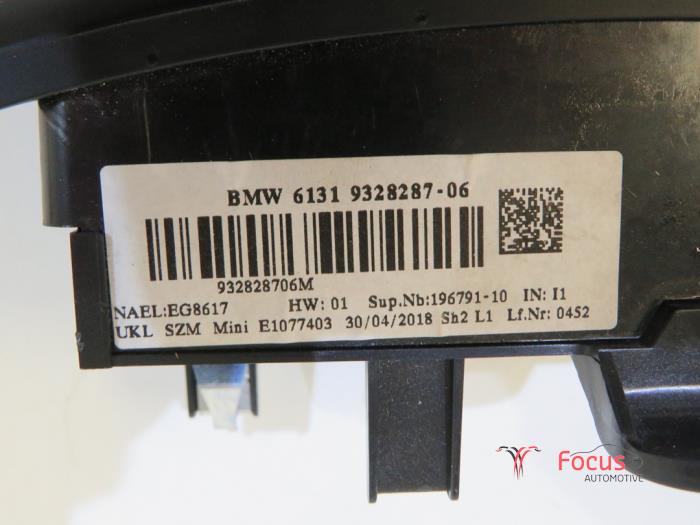 BMW 6131 9328287-06
932828706M
NAEL:EG8617 HW: 01 Sup.Nb:196791-10 IN: I1
UKL SZM Mini E1077403 30/04/2018 Sh2 L1 Lf.Nr: 0452
Focus
AUTOMOTIVE